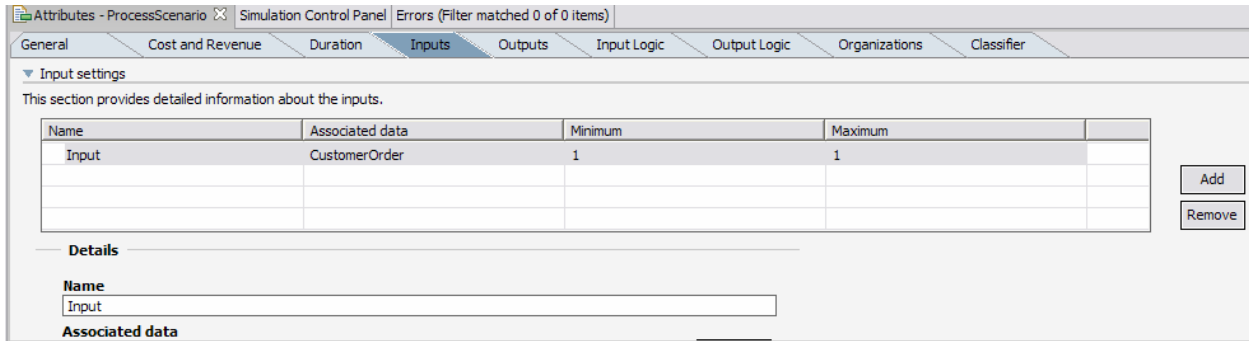 Attributes - ProcessScenario Simulation Control Panel Errors (Filter matched 0 of 0 items)
General Cost and Revenue Duration Inputs Outputs Input Logic Output Logic Organizations Classifier
Input settings
This section provides detailed information about the inputs.
Name Associated data Minimum Maximum
Input CustomerOrder 1 1
Add
Remove
Details
Name
Input
Associated data